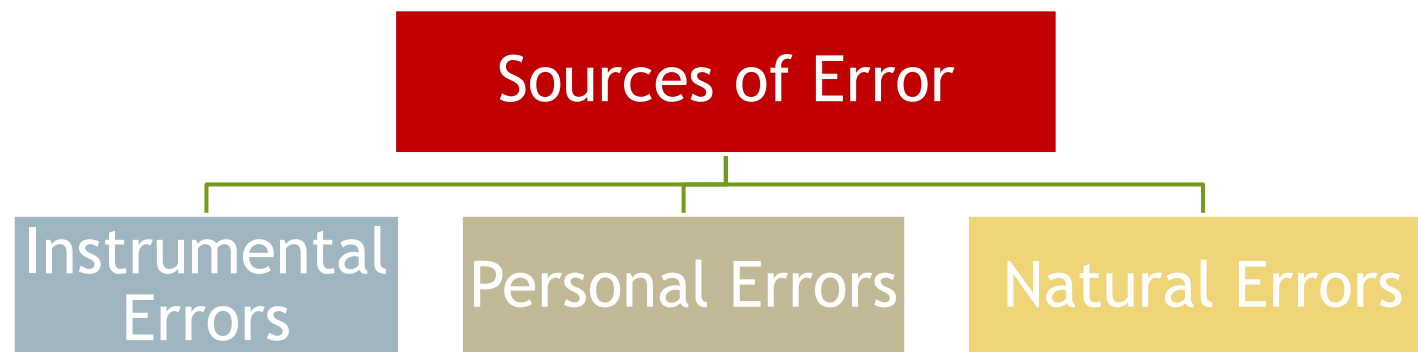 Sources of Error
Instrumental
Errors
Personal Errors
Natural Errors